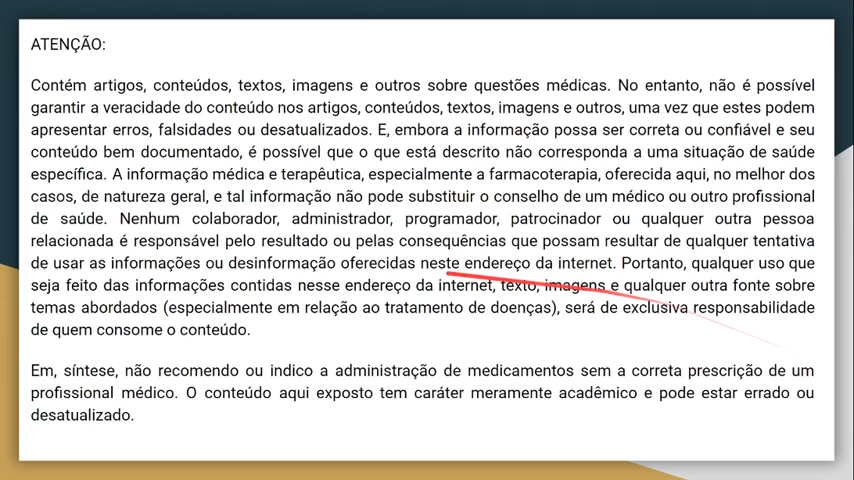 ATENÇÃO:
Contém artigos, conteúdos, textos, imagens e outros sobre questões médicas. No entanto, não é possível
garantir a veracidade do conteúdo nos artigos, conteúdos, textos, imagens e outros, uma vez que estes podem
apresentar erros, falsidades ou desatualizados. E, embora a informação possa ser correta ou confiável e seu
conteúdo bem documentado, é possível que o que está descrito não corresponda a uma situação de saúde
específica. A informação médica e terapêutica, especialmente a farmacoterapia, oferecida aqui, no melhor dos
casos, de natureza geral, e tal informação não pode substituir o conselho de um médico ou outro profissional
de saúde. Nenhum colaborador, administrador, programador, patrocinador ou qualquer outra pessoa
relacionada é responsável pelo resultado ou pelas consequências que possam resultar de qualquer tentativa
de usar as informações ou desinformação oferecidas neste endereço da internet. Portanto, qualquer uso que
seja feito das informações contidas nesse endereço da internet, texto, imagens e qualquer outra fonte sobre
temas abordados (especialmente em relação ao tratamento de doenças), será de exclusiva responsabilidade
de quem consome o conteúdo.
Em, síntese, não recomendo ou indico a administração de medicamentos sem a correta prescrição de um
profissional médico. O conteúdo aqui exposto tem caráter meramente acadêmico e pode estar errado ou
desatualizado.